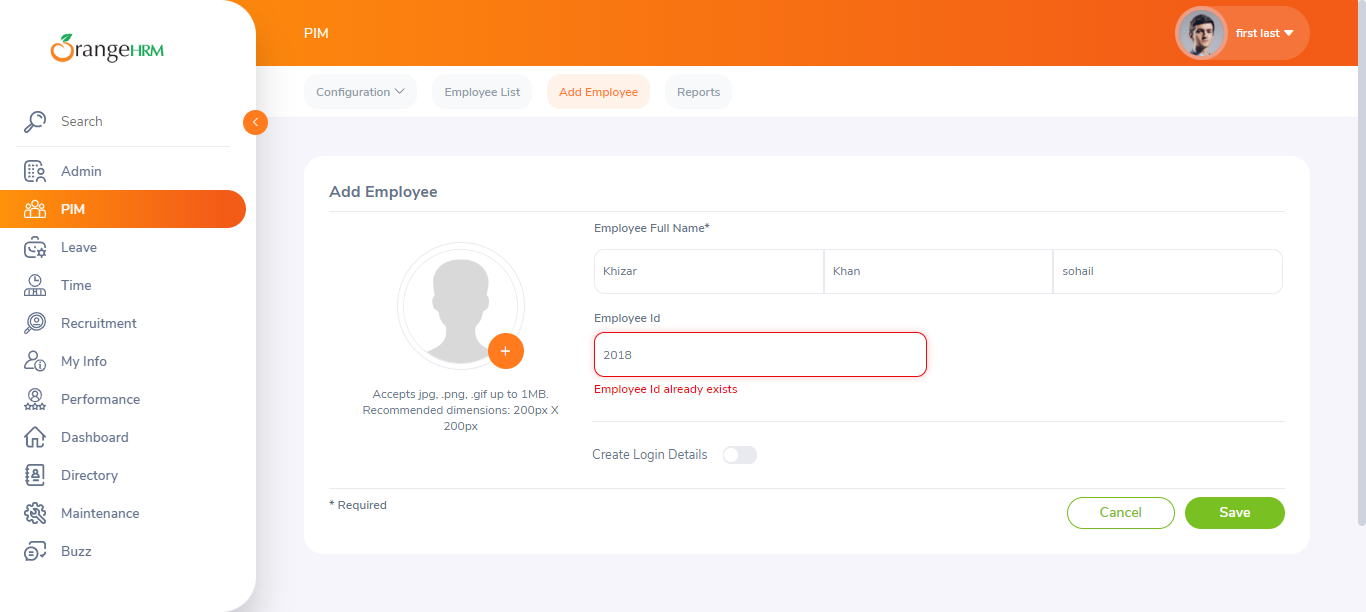 OrangeHRM
PIM
first last
Configuration
Employee List
Add Employee
Reports
Search
Admin
PIM
Leave
Time
Recruitment
My Info
Performance
Dashboard
Directory
Maintenance
Buzz
Add Employee
Accepts jpg, .png, .gif up to 1MB.
Recommended dimensions: 200px X
200px
Employee Full Name*
Khizar
Khan
sohail
Employee Id
2018
Employee Id already exists
Create Login Details
* Required
Cancel
Save